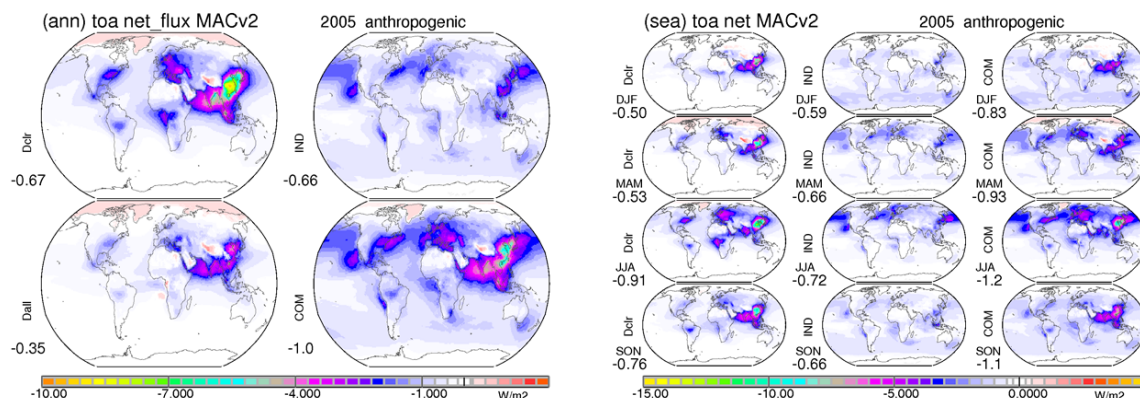 (ann) toa net_flux MACv2 2005 anthropogenic
Dclr IND
-0.67 -0.66
Dall COM
-0.35 -1.0
-10.00 -7.000 -4.000 -1.000 W/m2
(sea) toa net MACv2 2005 anthropogenic
Dclr IND COM
DJF DJF DJF
-0.50 -0.59 -0.83
Dclr IND COM
MAM MAM MAM
-0.53 -0.66 -0.93
Dclr IND COM
JJA JJA JJA
-0.91 -0.72 -1.2
Dclr IND COM
SON SON SON
-0.76 -0.66 -1.1
-15.00 -10.00 -5.000 0.0000 W/m2